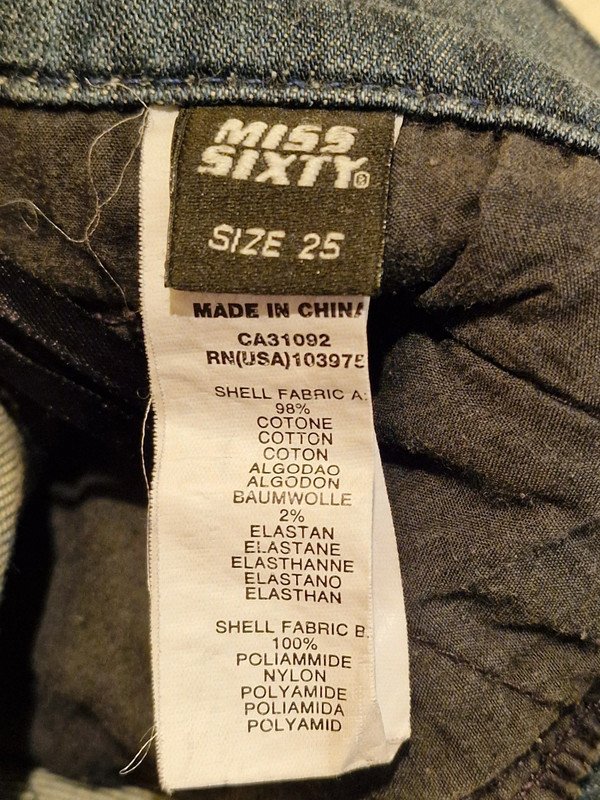 MISS
SIXTY®
SIZE 25
MADE IN CHINA
CA31092
RN(USA)103975
SHELL FABRIC A:
98%
COTONE
COTTON
COTON
ALGODAO
ALGODON
BAUMWOLLE
2%
ELASTAN
ELASTANE
ELASTHANNE
ELASTANO
ELASTHAN
SHELL FABRIC B:
100%
POLIAMMIDE
NYLON
POLYAMIDE
POLIAMIDA
POLYAMID